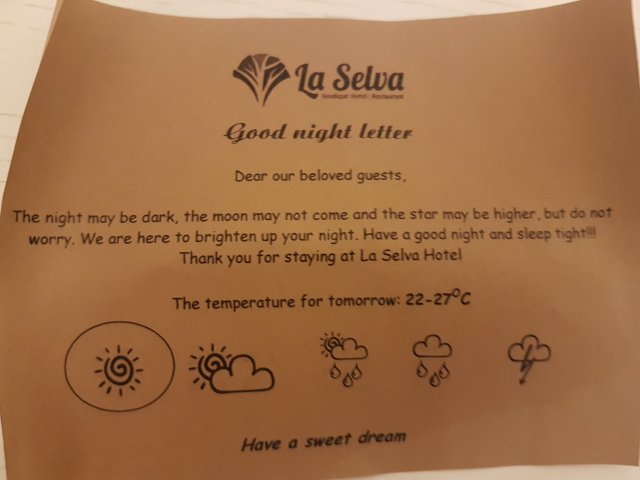 La Selva
Boutique Hotel | Restaurant
Good night letter
Dear our beloved guests,
The night may be dark, the moon may not come and the star may be higher, but do not
worry. We are here to brighten up your night. Have a good night and sleep tight!!!
Thank you for staying at La Selva Hotel
The temperature for tomorrow: 22-27°C
Have a sweet dream